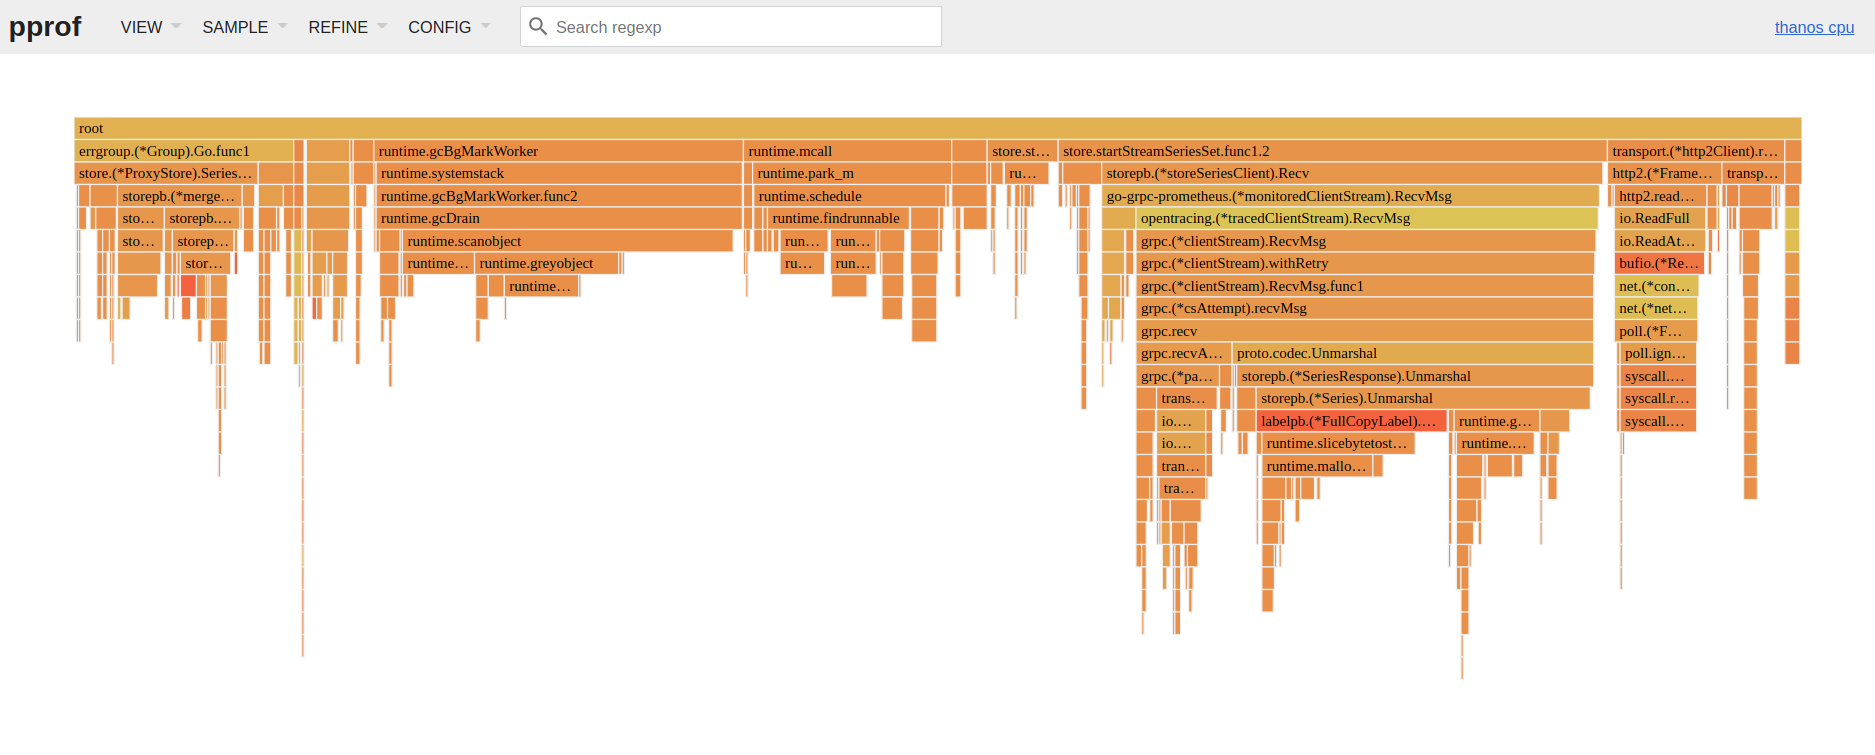 pprof VIEW SAMPLE REFINE CONFIG Search regexp thanos cpu
root
errgroup.(*Group).Go.func1 runtime.gcBgMarkWorker runtime.mcall store.st… store.startStreamSeriesSet.func1.2 transport.(*http2Client).r…
store.(*ProxyStore).Series… runtime.systemstack runtime.park_m ru… storepb.(*storeSeriesClient).Recv http2.(*Frame… transp…
storepb.(*merge… runtime.gcBgMarkWorker.func2 runtime.schedule go-grpc-prometheus.(*monitoredClientStream).RecvMsg http2.read…
sto… storepb.… runtime.gcDrain runtime.findrunnable opentracing.(*tracedClientStream).RecvMsg io.ReadFull
sto… storep… runtime.scanobject run… run… grpc.(*clientStream).RecvMsg io.ReadAt…
stor… runtime… runtime.greyobject ru… run… grpc.(*clientStream).withRetry bufio.(*Re…
runtime… grpc.(*clientStream).RecvMsg.func1 net.(*con…
grpc.(*csAttempt).recvMsg net.(*net…
grpc.recv poll.(*F…
grpc.recvA… proto.codec.Unmarshal poll.ign…
grpc.(*pa… storepb.(*SeriesResponse).Unmarshal syscall.…
trans… storepb.(*Series).Unmarshal syscall.r…
io.… labelpb.(*FullCopyLabel).… runtime.g… syscall.…
io.… runtime.slicebytetost… runtime.…
tran… runtime.mallo…
tra…